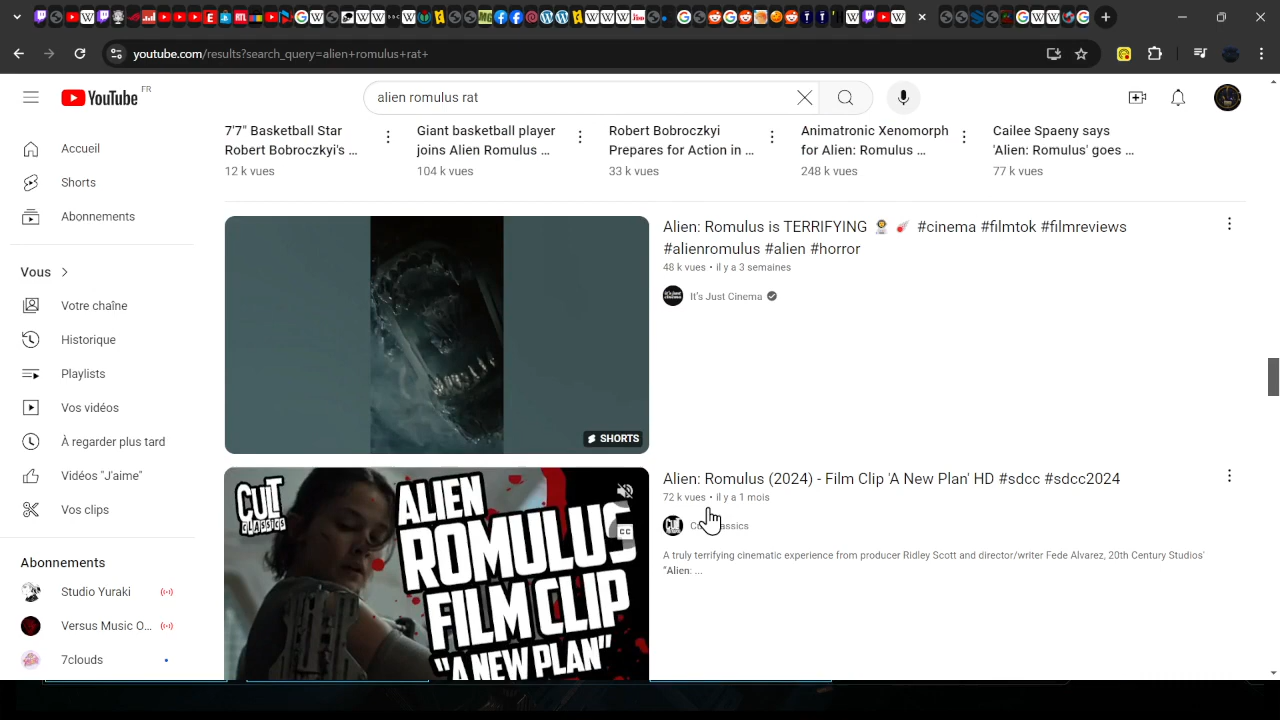 youtube.com/results?search_query=alien+romulus+rat+
YouTube FR
alien romulus rat
7'7" Basketball Star
Robert Bobroczkyi's ...
12 k vues
Giant basketball player
joins Alien Romulus ...
104 k vues
Robert Bobroczkyi
Prepares for Action in ...
33 k vues
Animatronic Xenomorph
for Alien: Romulus ...
248 k vues
Cailee Spaeny says
'Alien: Romulus' goes ...
77 k vues
Accueil
Shorts
Abonnements
Vous
Votre chaîne
Historique
Playlists
Vos vidéos
À regarder plus tard
Vidéos "J'aime"
Vos clips
Abonnements
Studio Yuraki
Versus Music O...
7clouds
SHORTS
Alien: Romulus is TERRIFYING 👨‍🚀 ☄️ #cinema #filmtok #filmreviews
#alienromulus #alien #horror
48 k vues • il y a 3 semaines
It's Just Cinema
CULT
CLASSICS
ALIEN
ROMULUS
FILM CLIP
"A NEW PLAN"
CC
Alien: Romulus (2024) - Film Clip 'A New Plan' HD #sdcc #sdcc2024
72 k vues • il y a 1 mois
A truly terrifying cinematic experience from producer Ridley Scott and director/writer Fede Alvarez, 20th Century Studios'
"Alien: ...